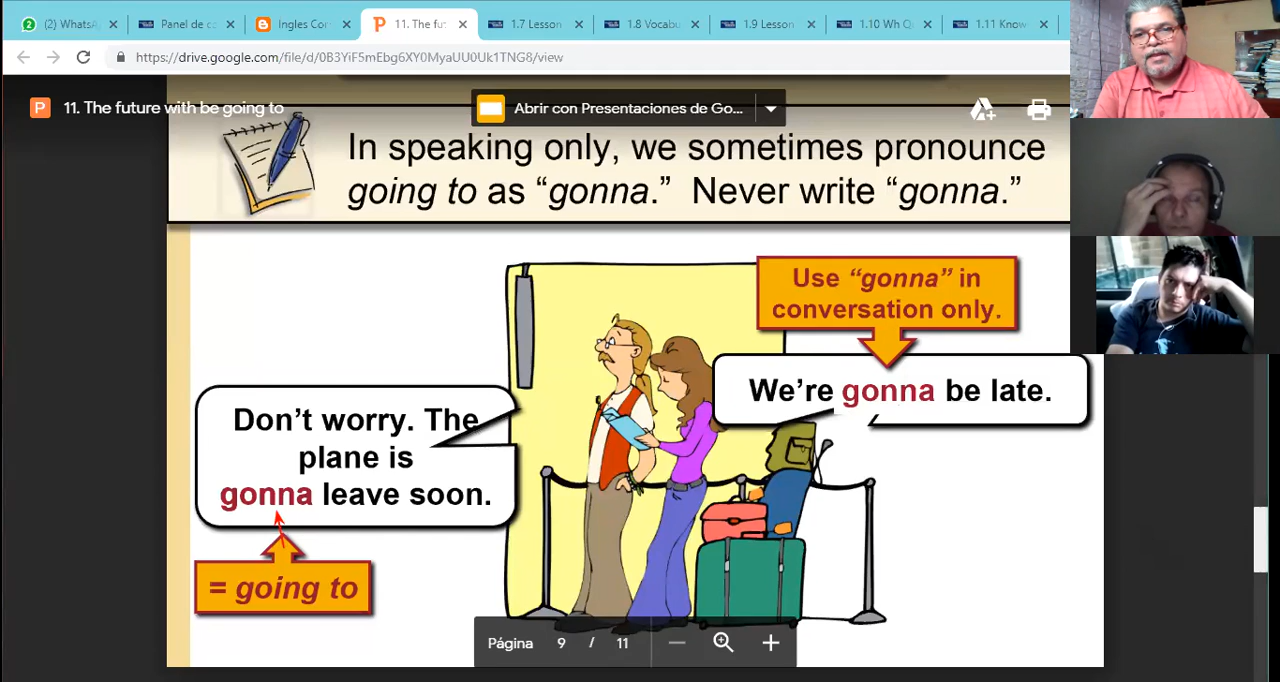 (2) WhatsA
Panel de c
Ingles Cor
11. The fu
1.7 Lesson
1.8 Vocabu
1.9 Lesson
1.10 Wh Q
1.11 Know
https://drive.google.com/file/d/0B3YiF5mEbg6XY0MyaUU0Uk1TNG8/view
P 11. The future with be going to
Abrir con Presentaciones de Go...
In speaking only, we sometimes pronounce
going to as “gonna.” Never write “gonna.”
Use “gonna” in
conversation only.
We’re gonna be late.
Don’t worry. The
plane is
gonna leave soon.
= going to
Página 9 / 11